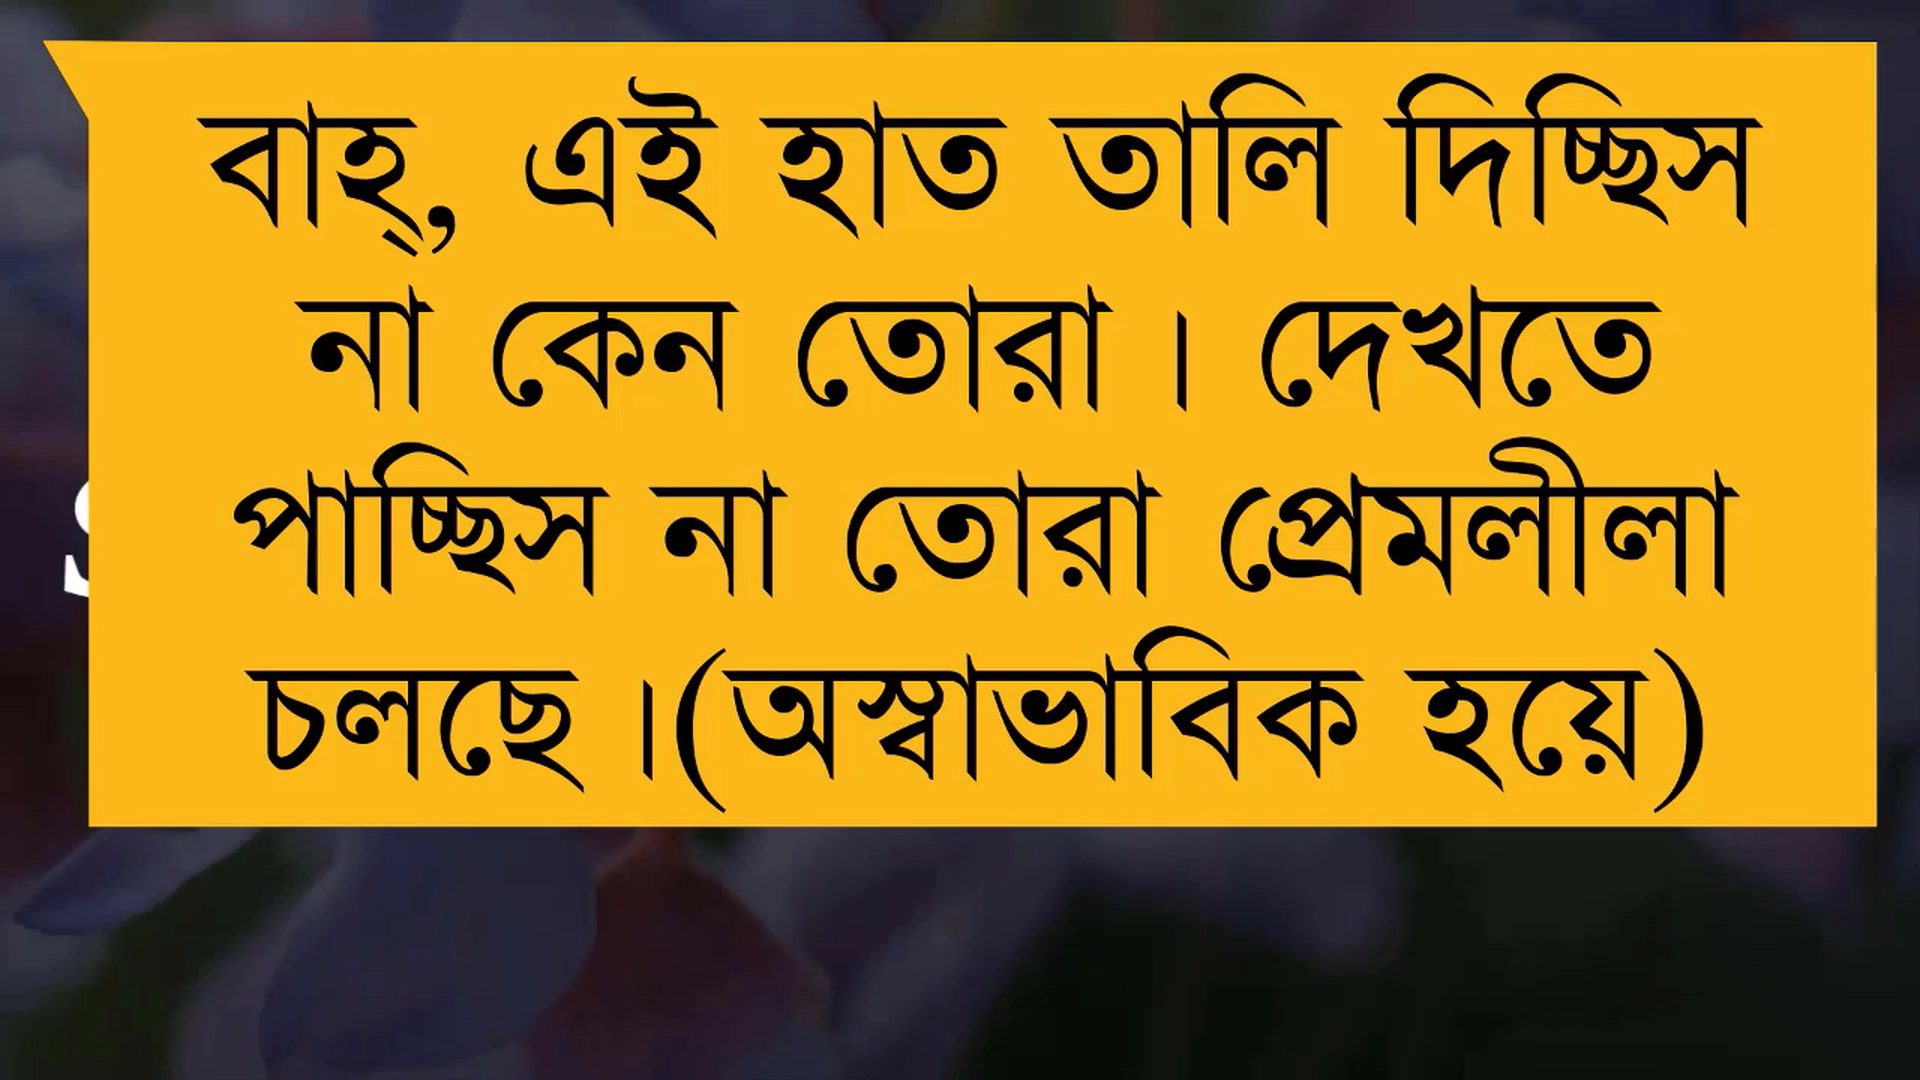 বাহ্, এই হাত তালি দিচ্ছিস
না কেন তোরা । দেখতে
পাচ্ছিস না তোরা প্রেমলীলা
চলছে ।(অস্বাভাবিক হয়ে)